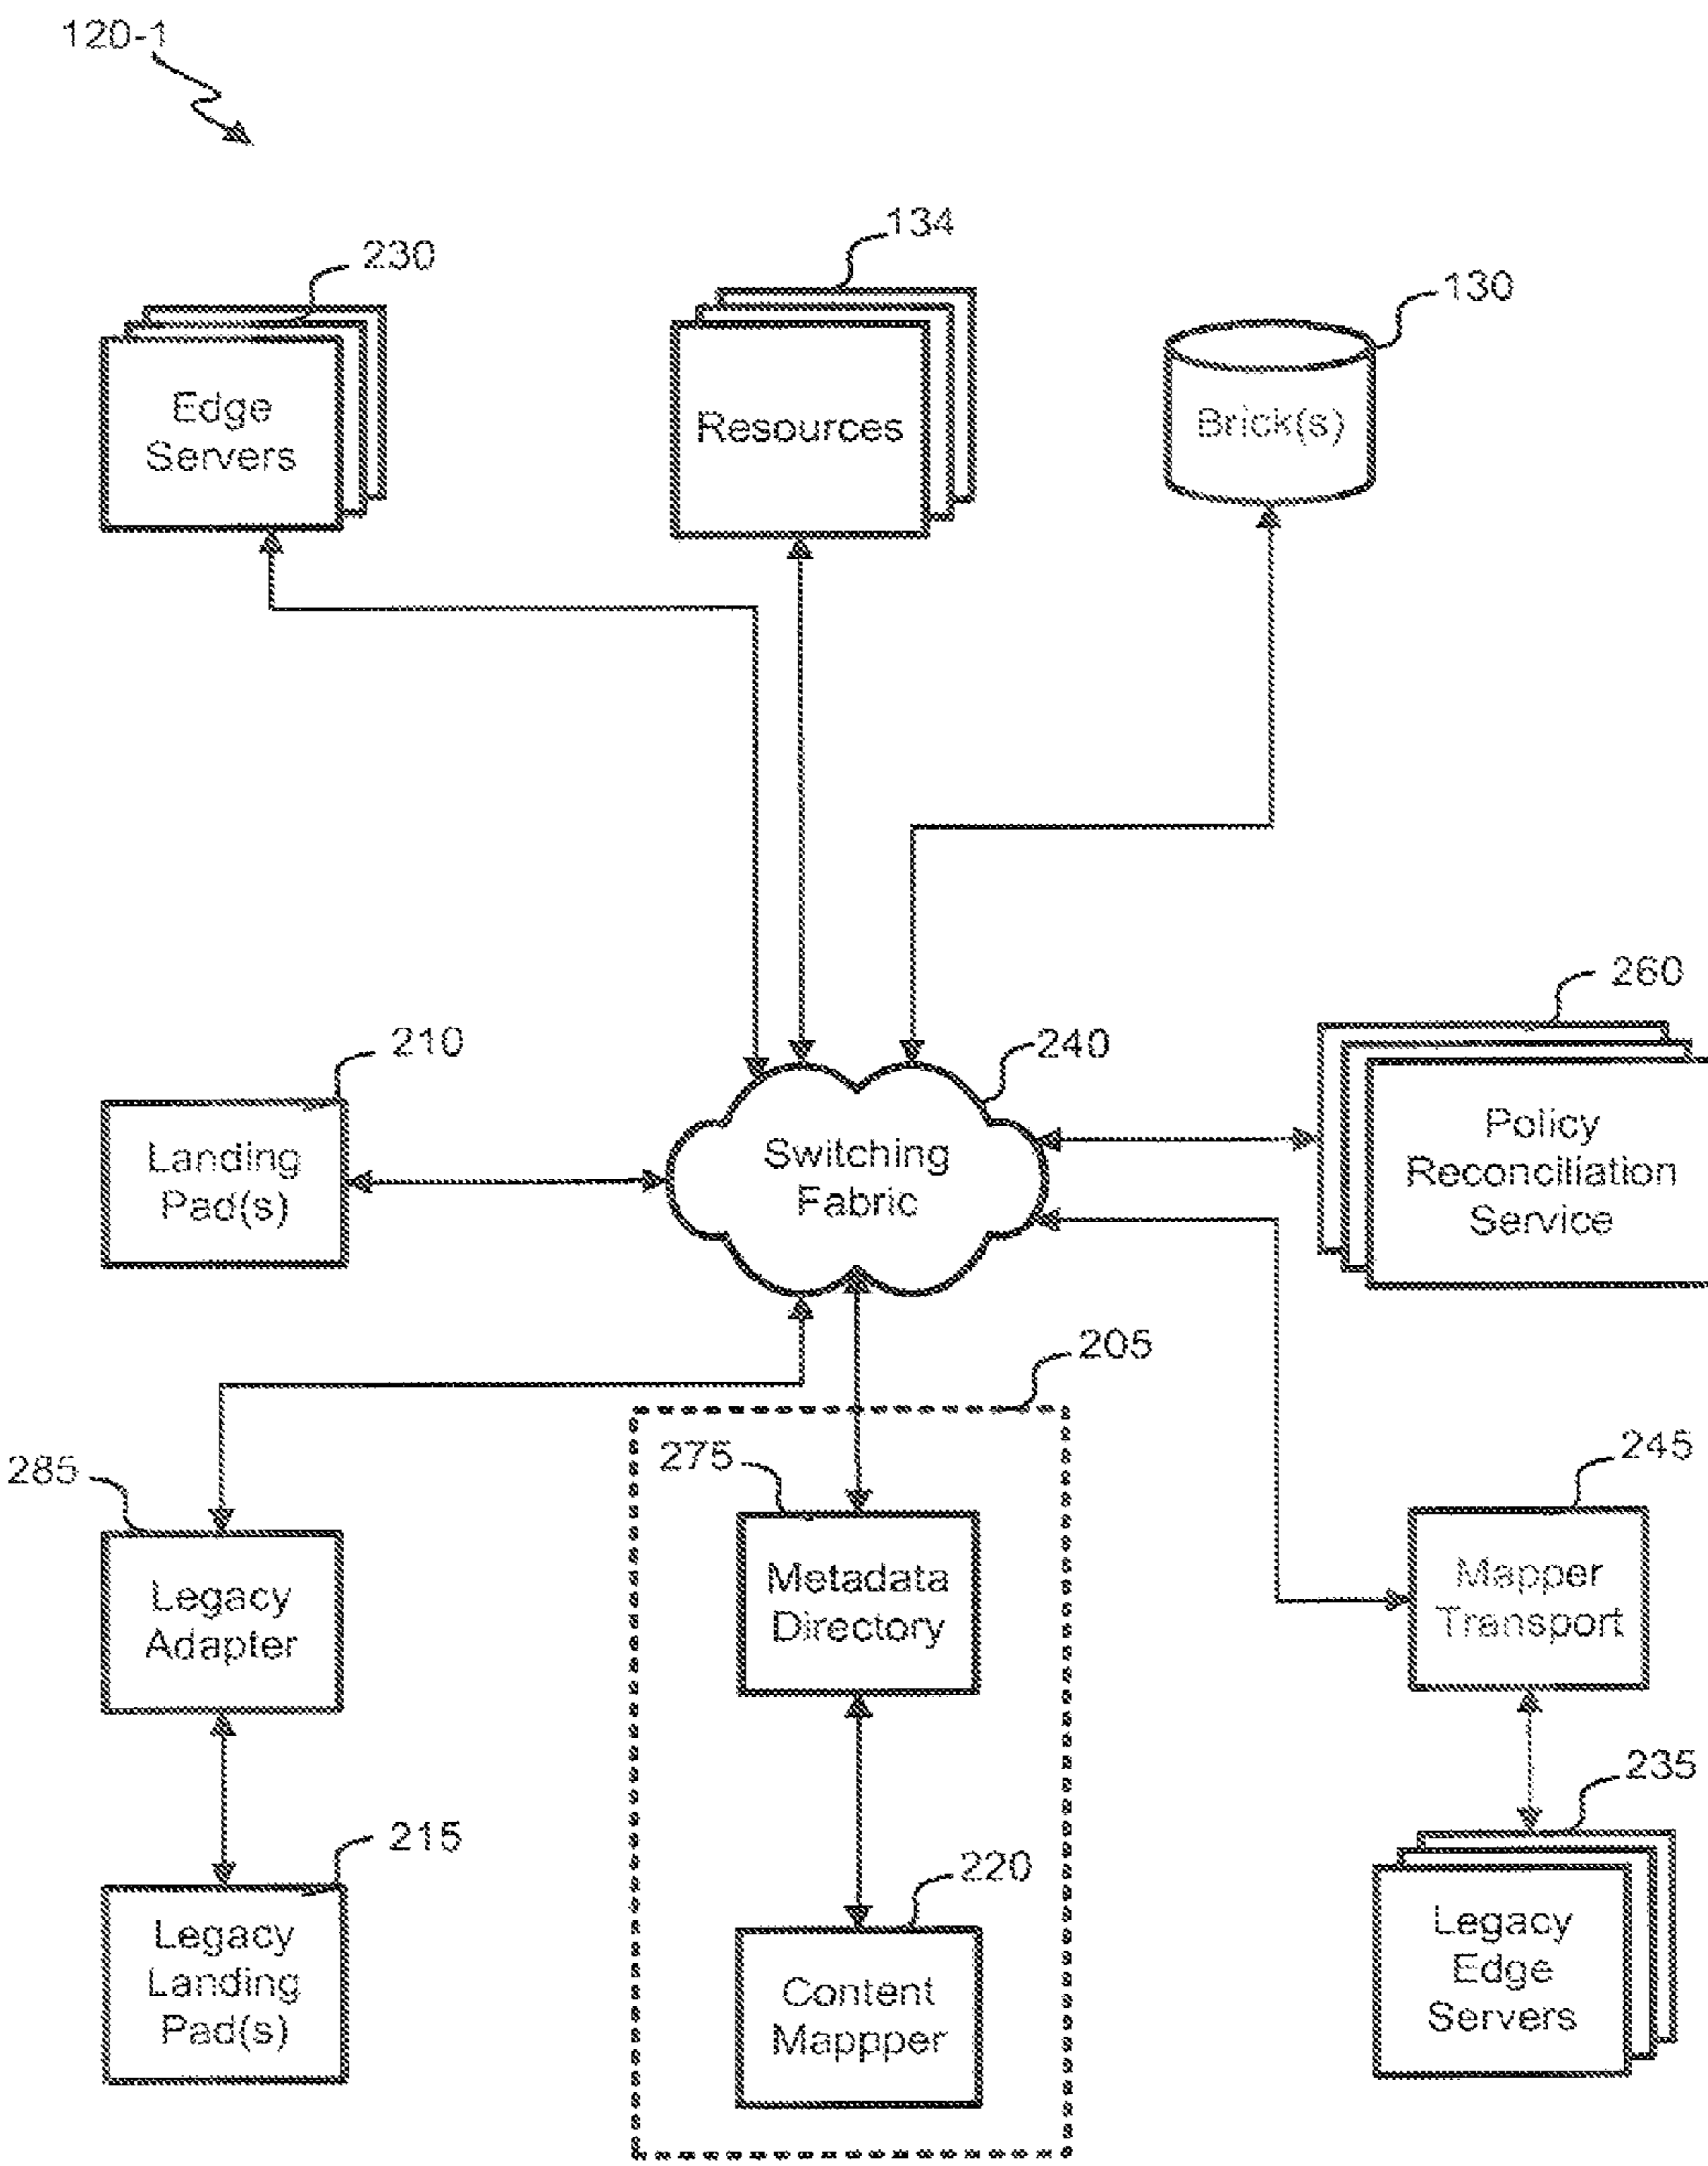 120-1
134
230
130
Edge
Servers
Resources
Brick(s)
260
210
240
Policy
Reconciliation
Service
Landing
Pad(s)
Switching
Fabric
205
285
275
245
Legacy
Adapter
Metadata
Directory
Mapper
Transport
235
215
220
Legacy
Landing
Pad(s)
Content
Mappper
Legacy
Edge
Servers